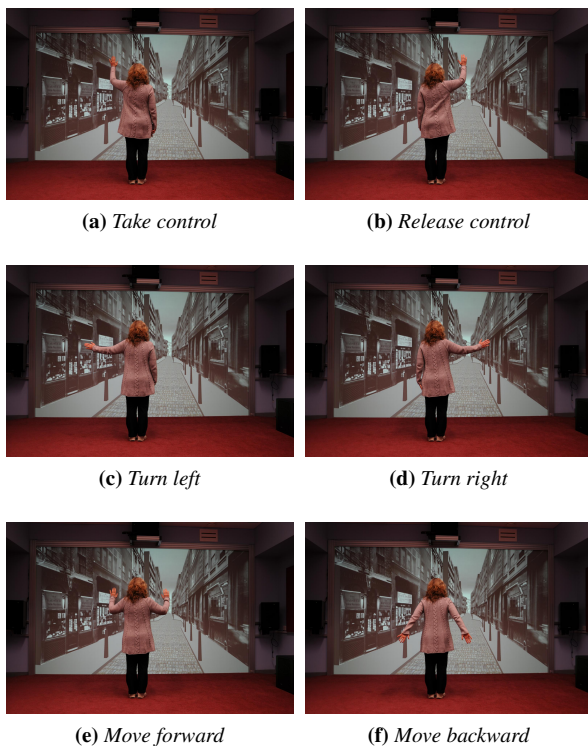 (a) Take control
(b) Release control
(c) Turn left
(d) Turn right
(e) Move forward
(f) Move backward